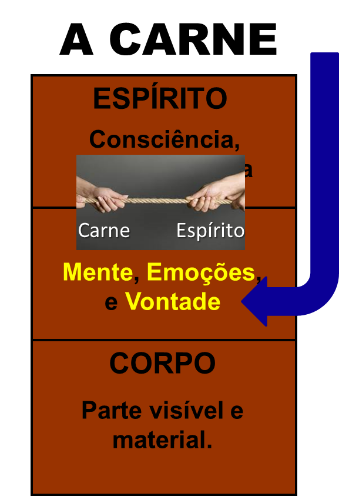 A CARNE
ESPÍRITO
Consciência,
Carne Espírito
Mente, Emoções,
e Vontade
CORPO
Parte visível e
material.